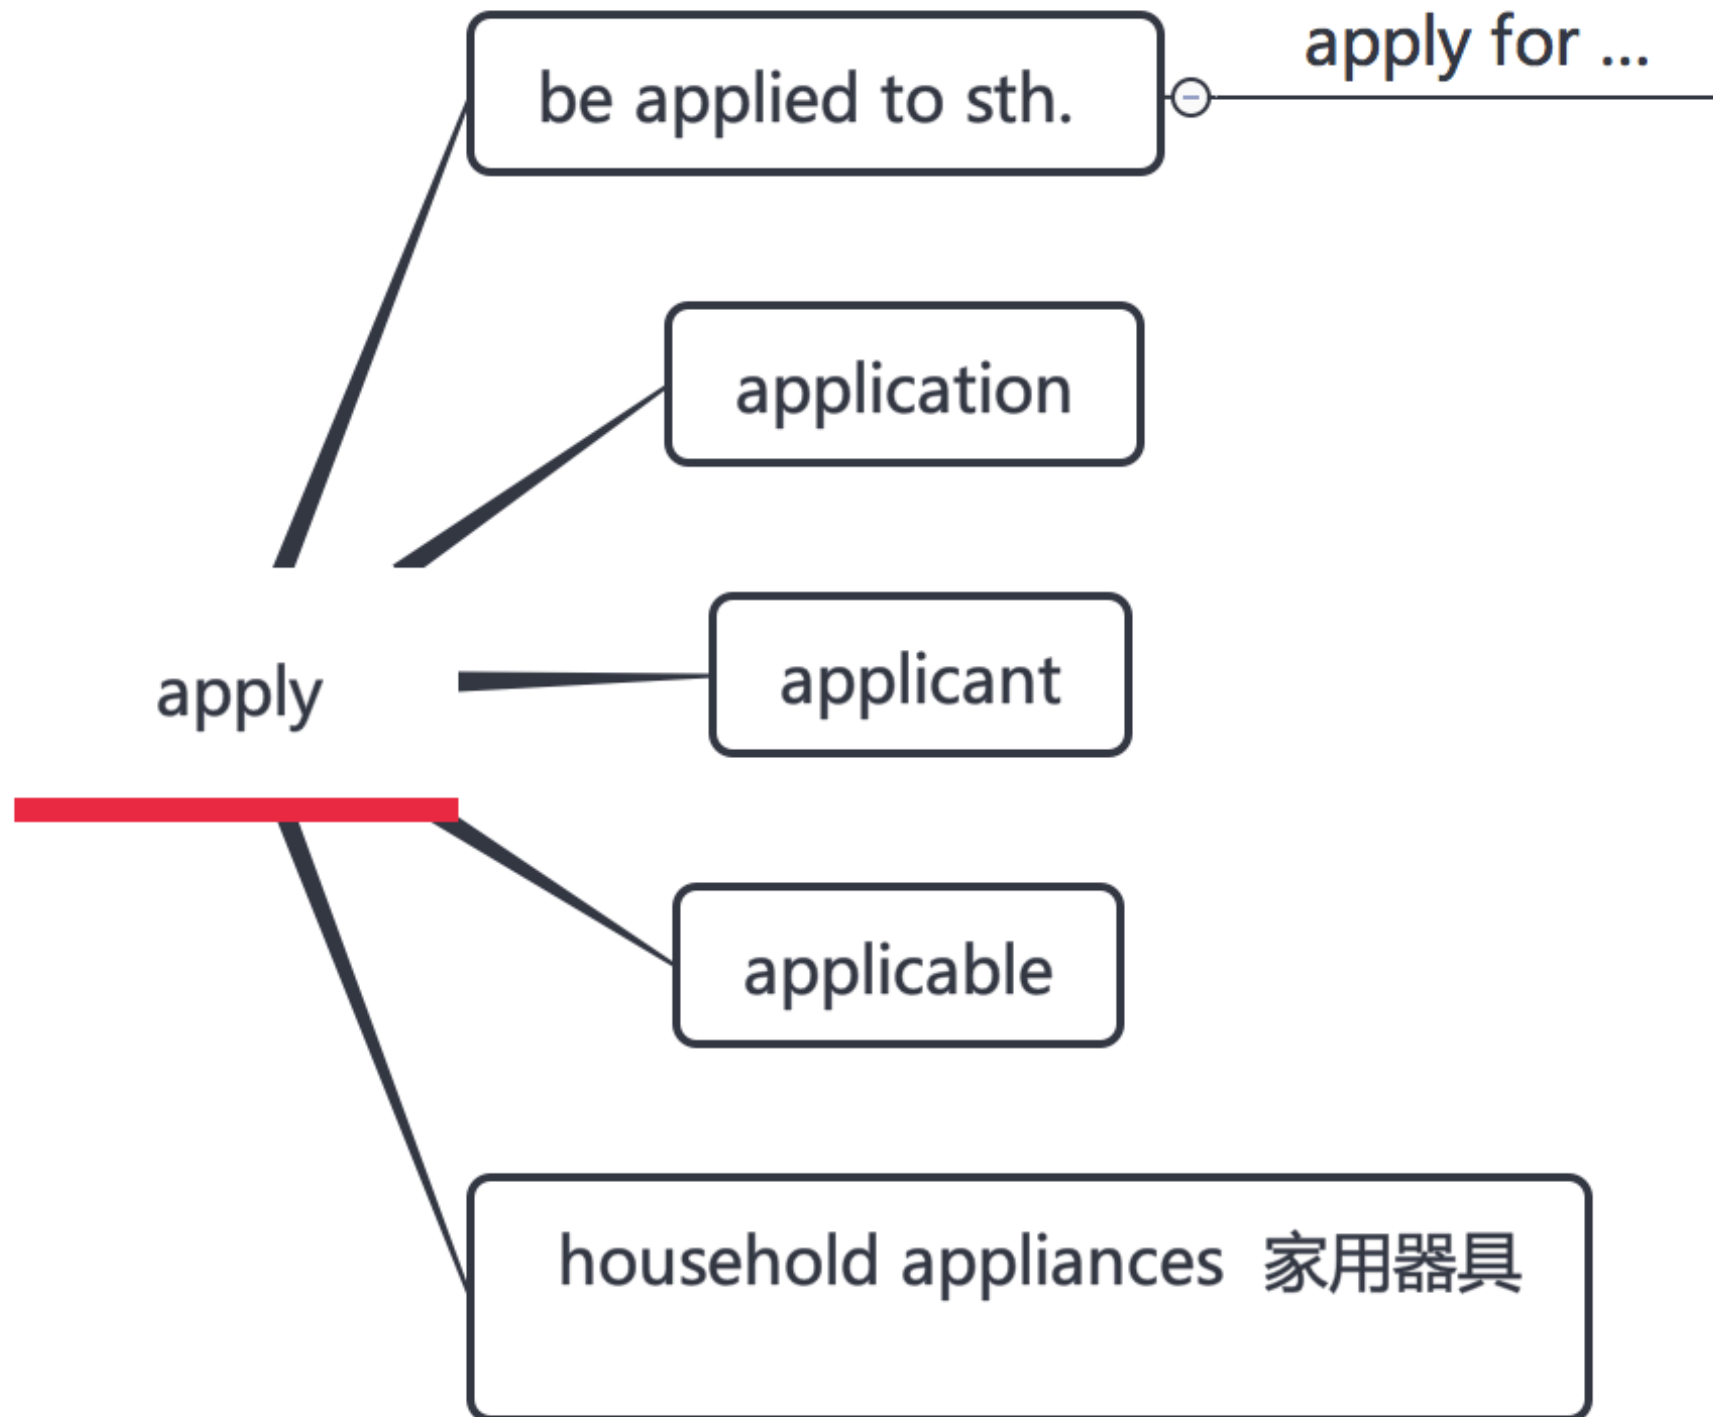 be applied to sth.
apply for ...
application
apply
applicant
applicable
household appliances 家用器具